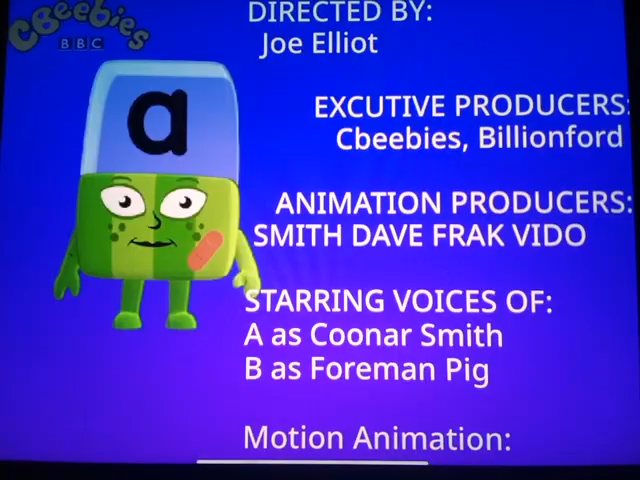 CBeebies
BBC
DIRECTED BY:
Joe Elliot
a
EXCUTIVE PRODUCERS:
Cbeebies, Billionford
ANIMATION PRODUCERS:
SMITH DAVE FRAK VIDO
STARRING VOICES OF:
A as Coonar Smith
B as Foreman Pig
Motion Animation: